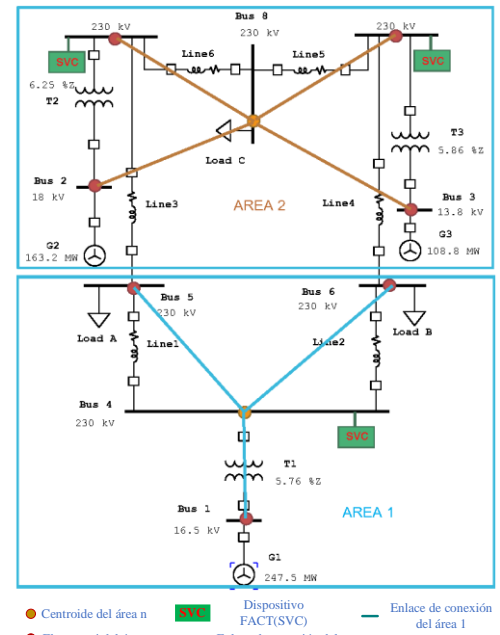 Bus 8
230 kV
230 kV
230 kV
Line6
Line5
SVC
SVC
6.25 %Z
T2
T3
5.86 %Z
Load C
Bus 2
18 kV
Line3
AREA 2
Line4
Bus 3
13.8 kV
G2
163.2 MW
G3
108.8 MW
Bus 5
230 kV
Bus 6
230 kV
Load A
Line1
Line2
Load B
Bus 4
230 kV
SVC
T1
5.76 %Z
Bus 1
16.5 kV
AREA 1
G1
247.5 MW
Centroide del área n
SVC
Dispositivo
FACT(SVC)
Enlace de conexión
del área 1